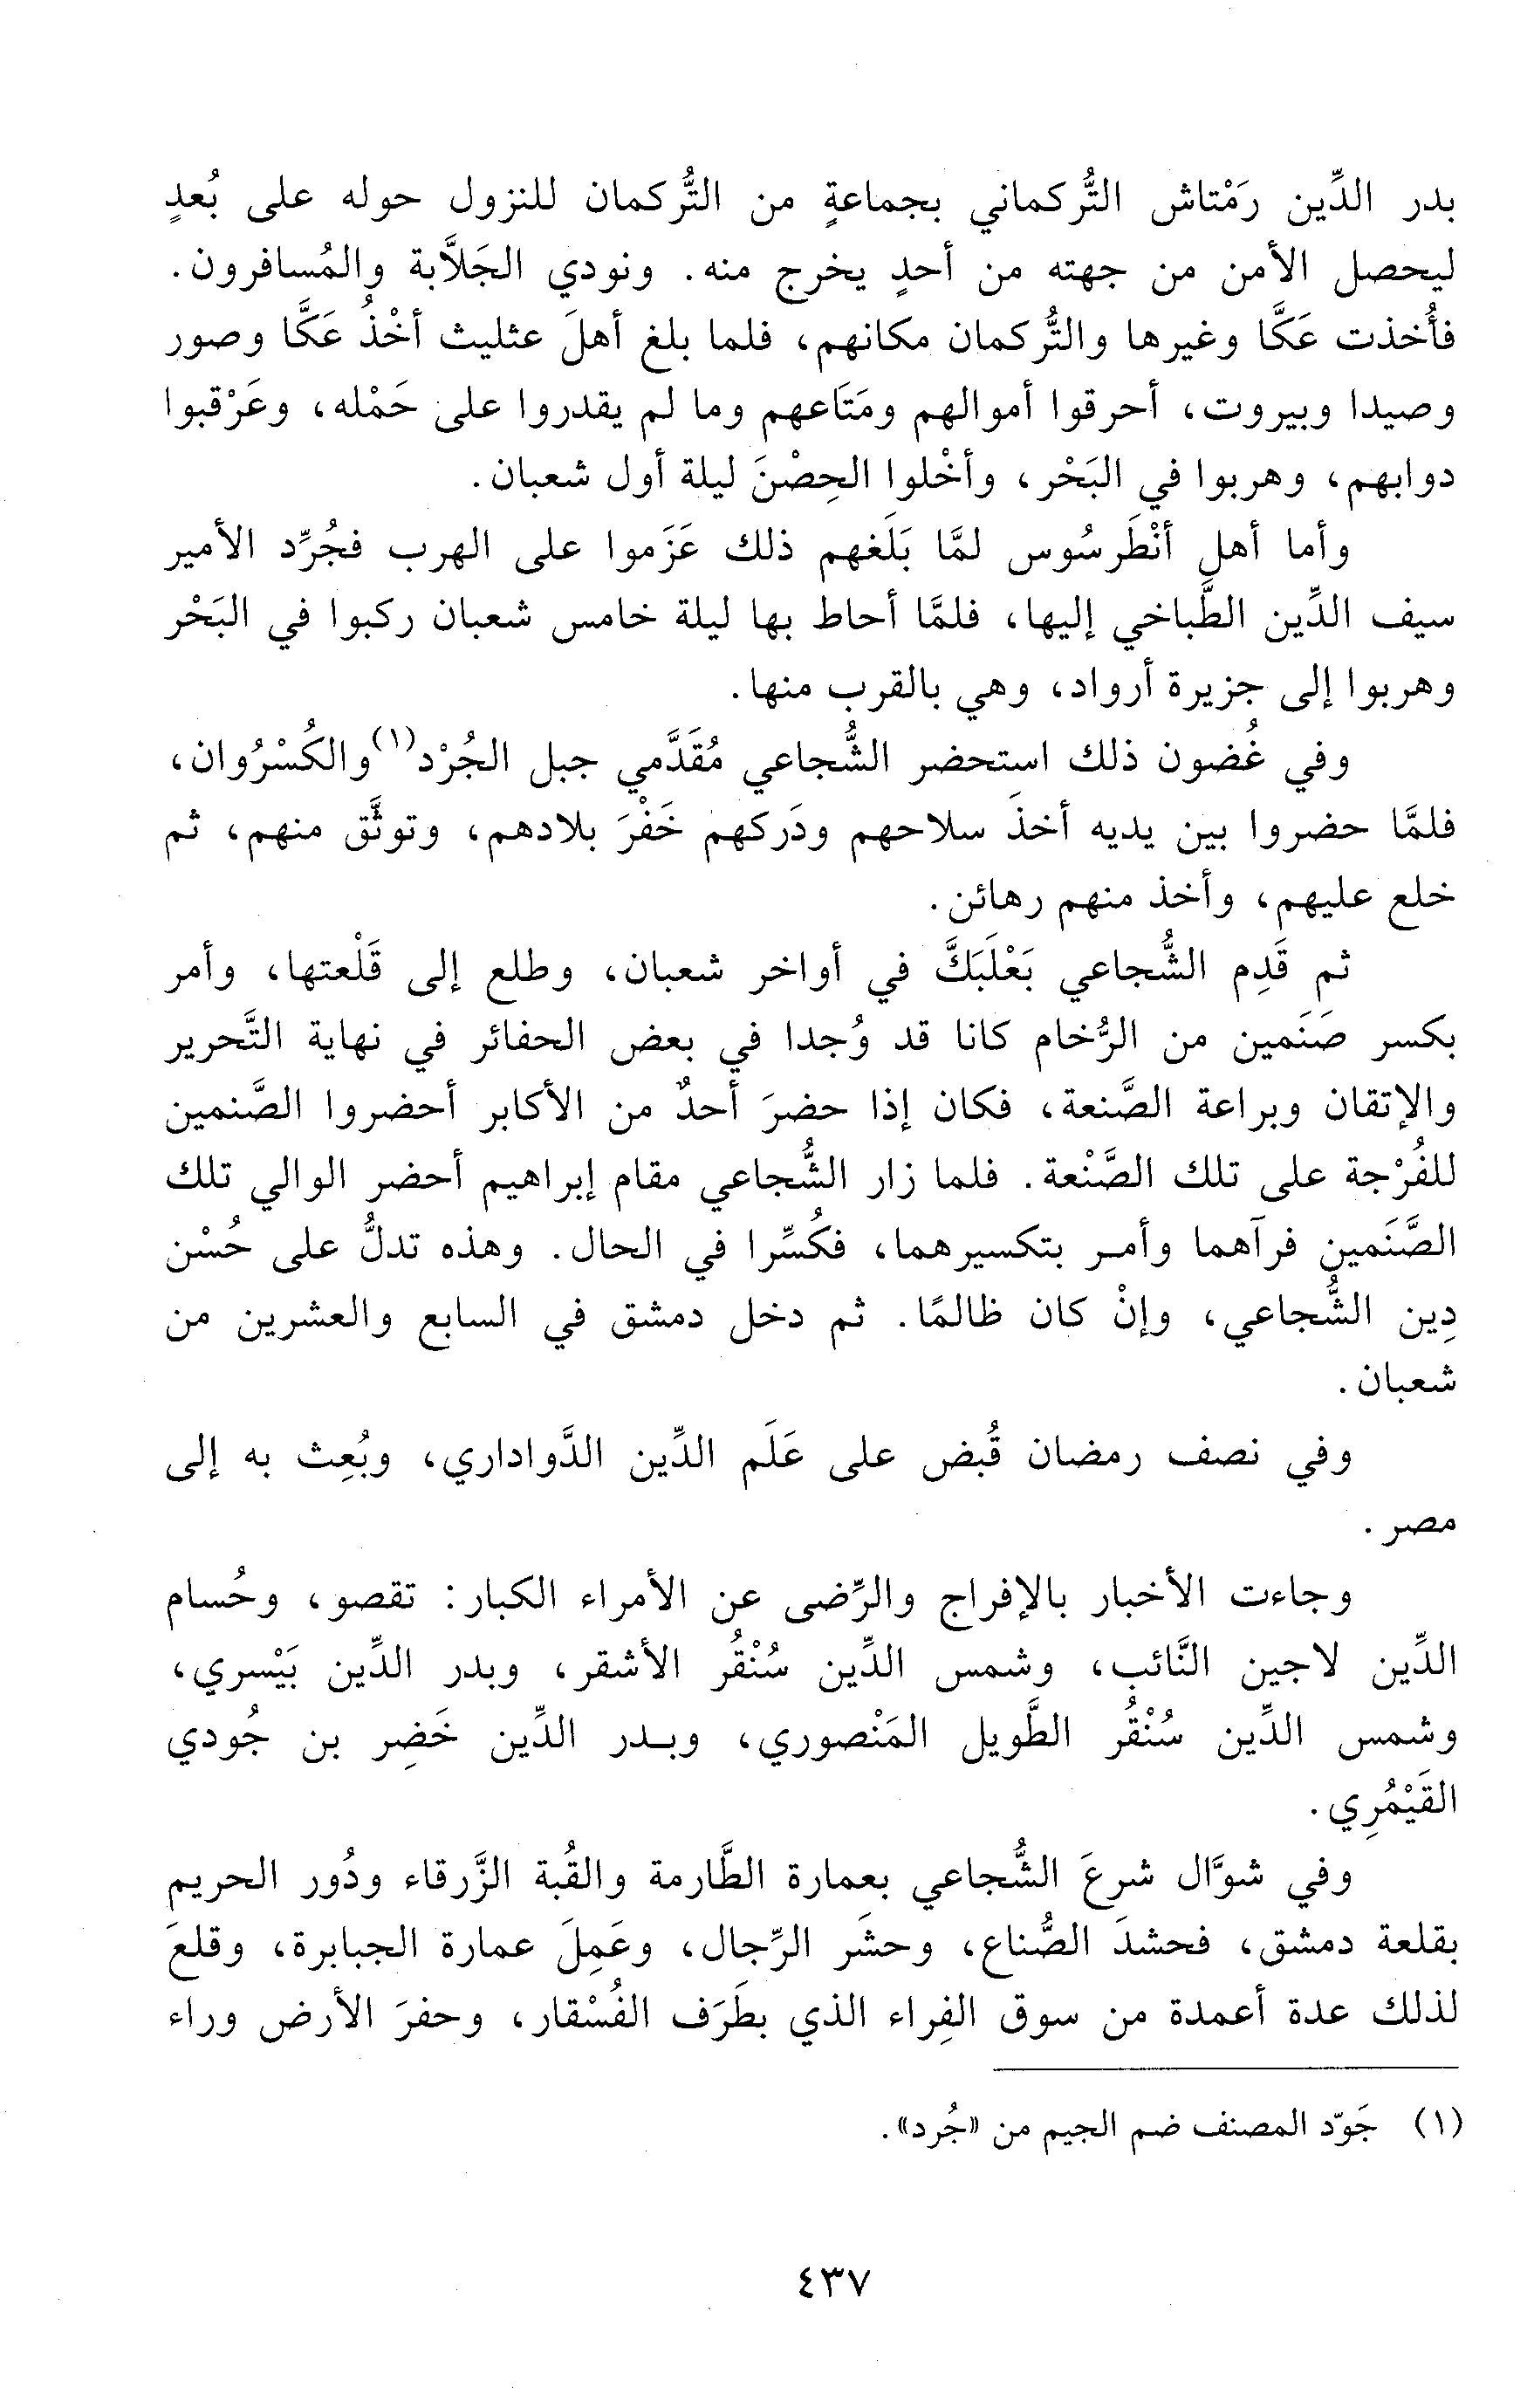 بدر الدِّين رَمْتاش التُّركماني بجماعةٍ من التُّركمان للنزول حوله على بُعدٍ
ليحصل الأمن من جهته من أحدٍ يخرج منه. ونودي الجَلاَّبة والمُسافرون.
فأُخذت عَكَّا وغيرها والتُّركمان مكانهم، فلما بلغ أهلَ عثليث أخْذُ عَكَّا وصور
وصيدا وبيروت، أحرقوا أموالهم ومَتَاعهم وما لم يقدروا على حَمْله، وعَرْقبوا
دوابهم، وهربوا في البَحْر، وأخْلوا الحِصْنَ ليلة أول شعبان.
وأما أهل أنْطَرسُوس لمَّا بَلَغهم ذلك عَزَموا على الهرب فجُرِّد الأمير
سيف الدِّين الطَّباخي إليها، فلمَّا أحاط بها ليلة خامس شعبان ركبوا في البَحْر
وهربوا إلى جزيرة أرواد، وهي بالقرب منها.
وفي غُضون ذلك استحضر الشُّجاعي مُقَدَّمي جبل الجُرْد(١) والكُسْرُوان،
فلمَّا حضروا بين يديه أخذَ سلاحهم ودَركهم خَفْرَ بلادهم، وتوثَّق منهم، ثم
خلع عليهم، وأخذ منهم رهائن.
ثم قَدِم الشُّجاعي بَعْلَبَكَّ في أواخر شعبان، وطلع إلى قَلْعتها، وأمر
بكسر صَنَمين من الرُّخام كانا قد وُجدا في بعض الحفائر في نهاية التَّحرير
والإتقان وبراعة الصَّنعة، فكان إذا حضرَ أحدٌ من الأكابر أحضروا الصَّنمين
للفُرْجة على تلك الصَّنْعة. فلما زار الشُّجاعي مقام إبراهيم أحضر الوالي تلك
الصَّنَمين فرآهما وأمر بتكسيرهما، فكُسِّرا في الحال. وهذه تدلُّ على حُسْن
دِين الشُّجاعي، وإنْ كان ظالمًا. ثم دخل دمشق في السابع والعشرين من
شعبان.
وفي نصف رمضان قُبض على عَلَم الدِّين الدَّواداري، وبُعِث به إلى
مصر.
وجاءت الأخبار بالإفراج والرِّضى عن الأمراء الكبار: تقصو، وحُسام
الدِّين لاجين النَّائب، وشمس الدِّين سُنْقُر الأشقر، وبدر الدِّين بَيْسري،
وشمس الدِّين سُنْقُر الطَّويل المَنْصوري، وبدر الدِّين خَضِر بن جُودي
القَيْمُرِي.
وفي شوَّال شرعَ الشُّجاعي بعمارة الطَّارمة والقُبة الزَّرقاء ودُور الحريم
بقلعة دمشق، فحشدَ الصُّناع، وحشَر الرِّجال، وعَمِلَ عمارة الجبابرة، وقلعَ
لذلك عدة أعمدة من سوق الفِراء الذي بطَرَف الفُسْقار، وحفرَ الأرض وراء
(١) جَوّد المصنف ضم الجيم من «جُرد».
٤٣٧